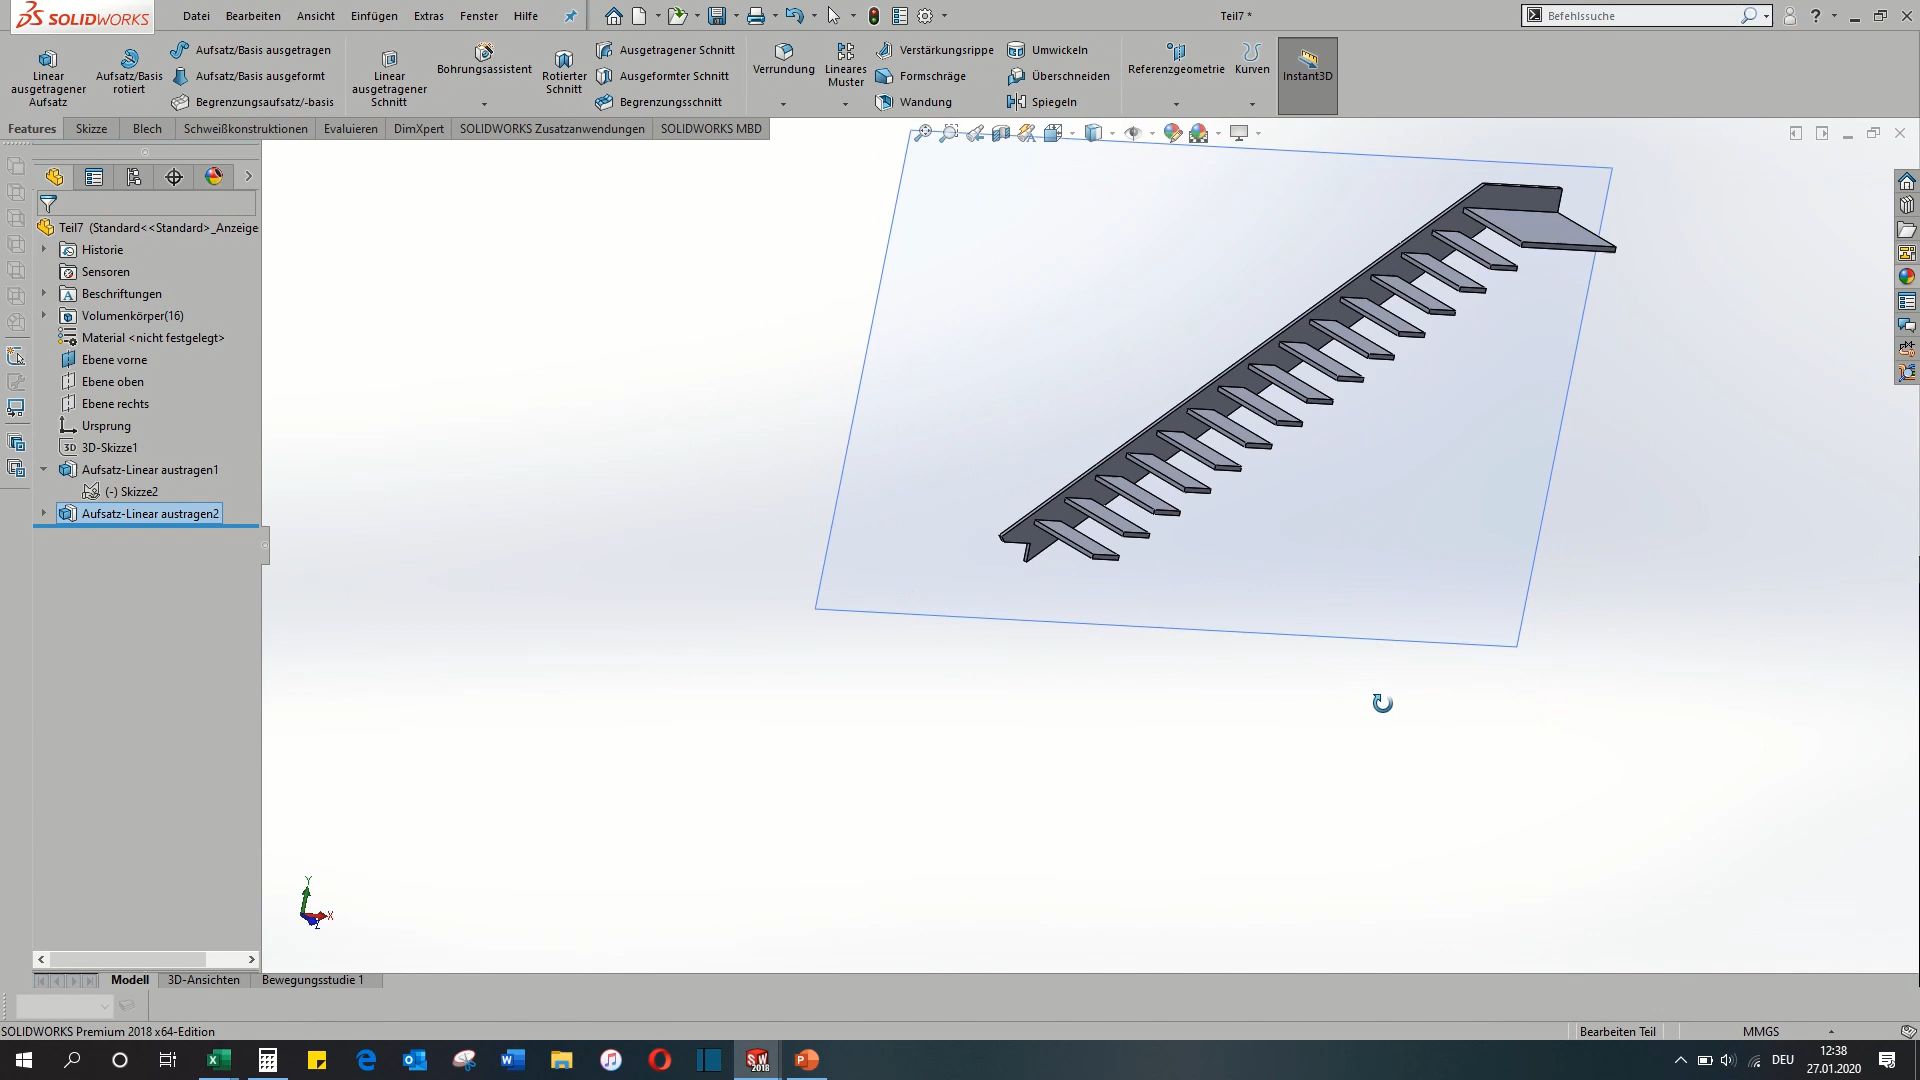 SOLIDWORKS
Datei
Bearbeiten
Ansicht
Einfügen
Extras
Fenster
Hilfe
Teil7 *
Befehlssuche
Linear
ausgetragener
Aufsatz
Aufsatz/Basis
rotiert
Aufsatz/Basis ausgetragen
Aufsatz/Basis ausgeformt
Begrenzungsaufsatz/-basis
Linear
ausgetragener
Schnitt
Bohrungsassistent
Rotierter
Schnitt
Ausgetragener Schnitt
Ausgeformter Schnitt
Begrenzungsschnitt
Verrundung
Lineares
Muster
Verstärkungsrippe
Formschräge
Wandung
Umwickeln
Überschneiden
Spiegeln
Referenzgeometrie
Kurven
Instant3D
Features
Skizze
Blech
Schweißkonstruktionen
Evaluieren
DimXpert
SOLIDWORKS Zusatzanwendungen
SOLIDWORKS MBD
Teil7 (Standard<<Standard>_Anzeige
Historie
Sensoren
Beschriftungen
Volumenkörper(16)
Material <nicht festgelegt>
Ebene vorne
Ebene oben
Ebene rechts
Ursprung
3D-Skizze1
Aufsatz-Linear austragen1
(-) Skizze2
Aufsatz-Linear austragen2
Y
X
Z
Modell
3D-Ansichten
Bewegungsstudie 1
SOLIDWORKS Premium 2018 x64-Edition
Bearbeiten Teil
MMGS
DEU
12:38
27.01.2020